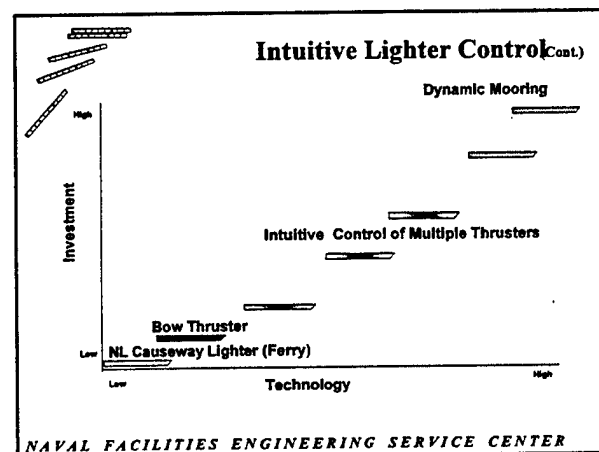 Intuitive Lighter Control (Cont.)
Dynamic Mooring
High
Investment
Intuitive Control of Multiple Thrusters
Bow Thruster
Low
NL Causeway Lighter (Ferry)
Low
Technology
High
NAVAL FACILITIES ENGINEERING SERVICE CENTER